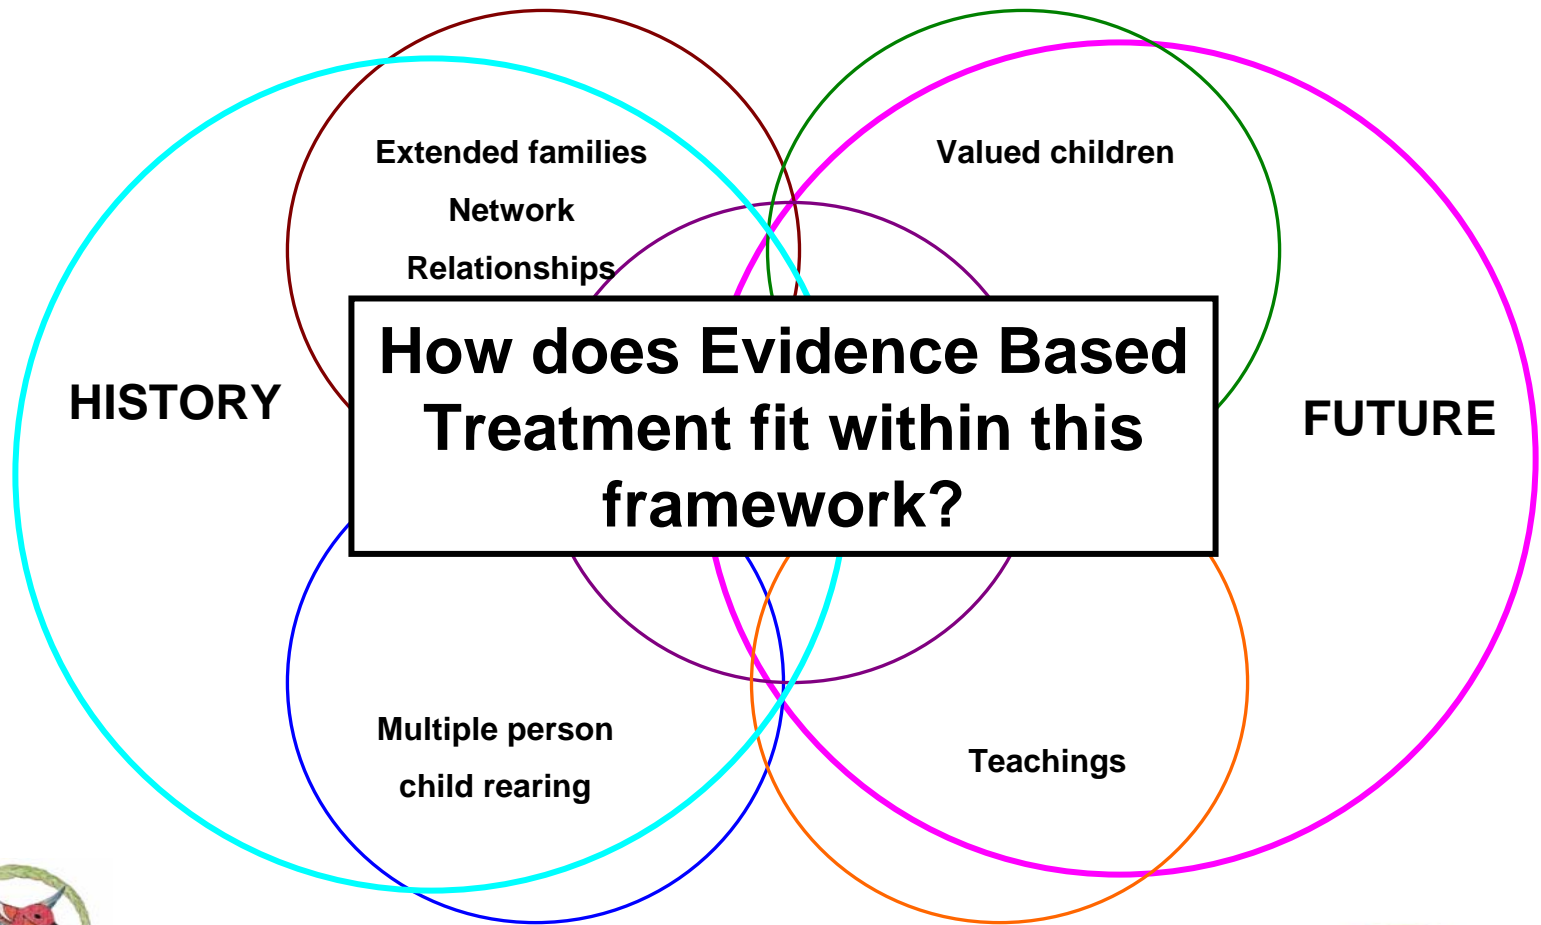 Extended families
Network
Relationships
Valued children
HISTORY
How does Evidence Based
Treatment fit within this
framework?
FUTURE
Multiple person
child rearing
Teachings